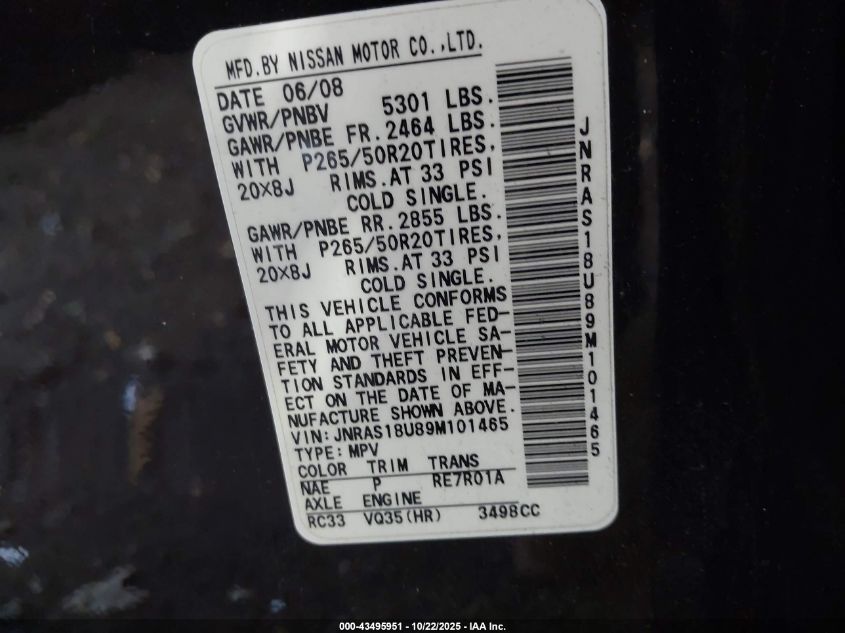 MFD.BY NISSAN MOTOR CO.,LTD.
DATE 06/08
GVWR/PNBV 5301 LBS.
GAWR/PNBE FR.2464 LBS.
WITH P265/50R20TIRES.
20X8J RIMS.AT 33 PSI
COLD SINGLE.
GAWR/PNBE RR.2855 LBS.
WITH P265/50R20TIRES.
20X8J RIMS.AT 33 PSI
COLD SINGLE.
THIS VEHICLE CONFORMS
TO ALL APPLICABLE FED-
ERAL MOTOR VEHICLE SA-
FETY AND THEFT PREVEN-
TION STANDARDS IN EFF-
ECT ON THE DATE OF MA-
NUFACTURE SHOWN ABOVE.
VIN:JNRAS18U89M101465
TYPE:MPV
COLOR TRIM TRANS
NAE P RE7R01A
AXLE ENGINE
RC33 VQ35(HR) 3498CC
JNRAS18U89M101465
000-43495951 - 10/22/2025 - IAA Inc.